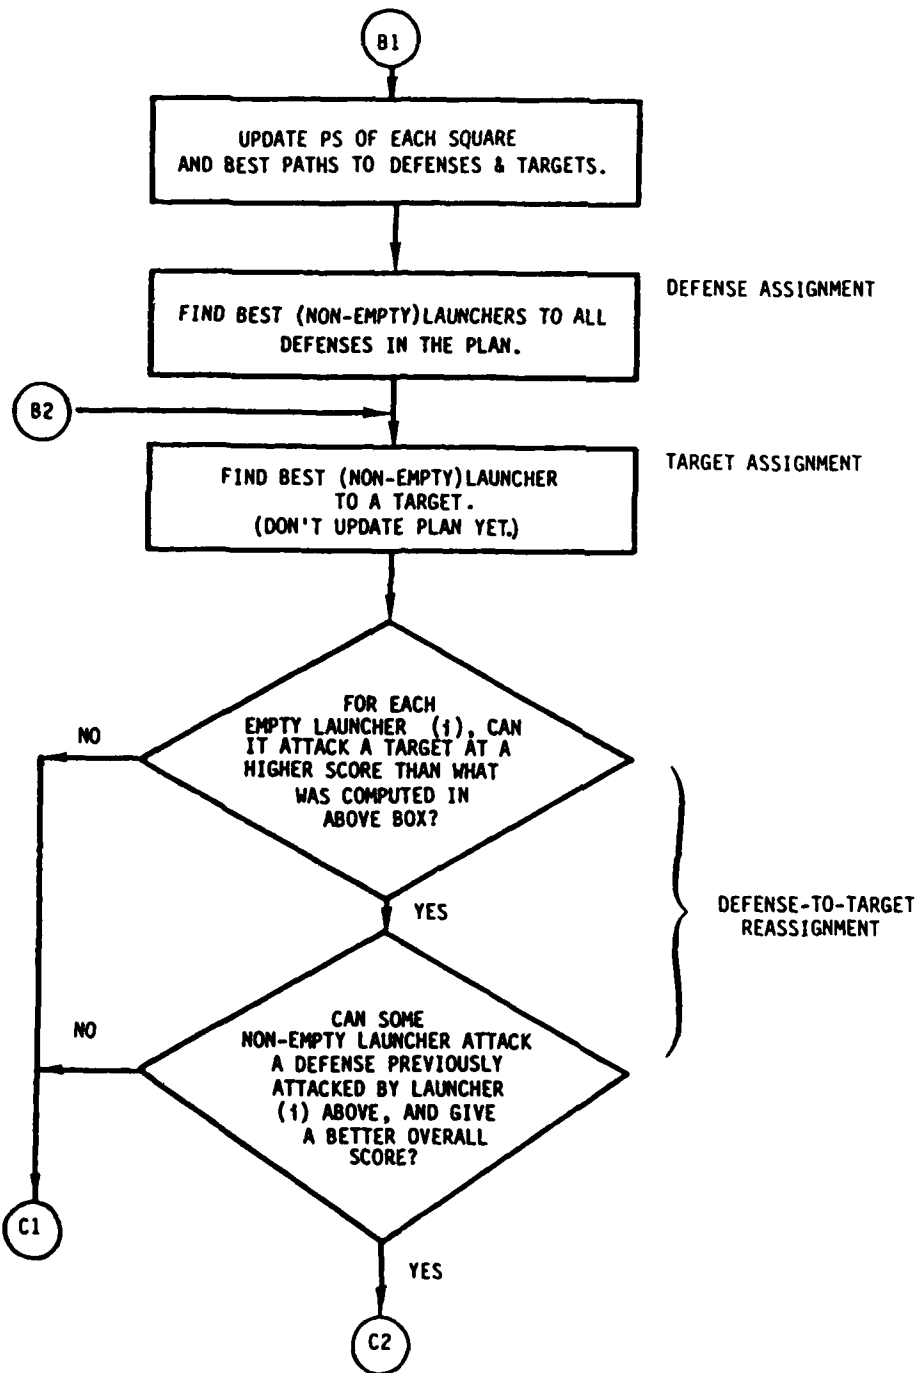 B1
UPDATE PS OF EACH SQUARE
AND BEST PATHS TO DEFENSES & TARGETS.
FIND BEST (NON-EMPTY)LAUNCHERS TO ALL
DEFENSES IN THE PLAN.
DEFENSE ASSIGNMENT
B2
FIND BEST (NON-EMPTY)LAUNCHER
TO A TARGET.
(DON'T UPDATE PLAN YET.)
TARGET ASSIGNMENT
FOR EACH
EMPTY LAUNCHER (i), CAN
IT ATTACK A TARGET AT A
HIGHER SCORE THAN WHAT
WAS COMPUTED IN
ABOVE BOX?
NO
YES
DEFENSE-TO-TARGET
REASSIGNMENT
CAN SOME
NON-EMPTY LAUNCHER ATTACK
A DEFENSE PREVIOUSLY
ATTACKED BY LAUNCHER
(i) ABOVE, AND GIVE
A BETTER OVERALL
SCORE?
NO
C1
YES
C2